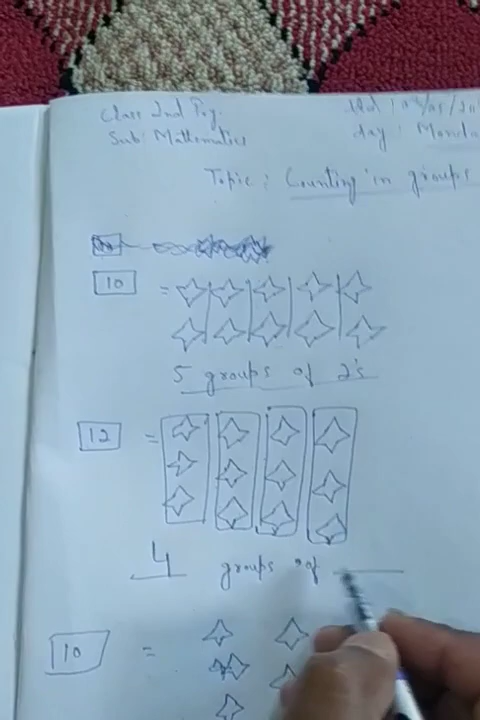 Class 2nd
Sub: Mathematics
day : Monda
Topic : Counting in groups
10 =
5 groups of 2's
12 =
4 groups of
10 =